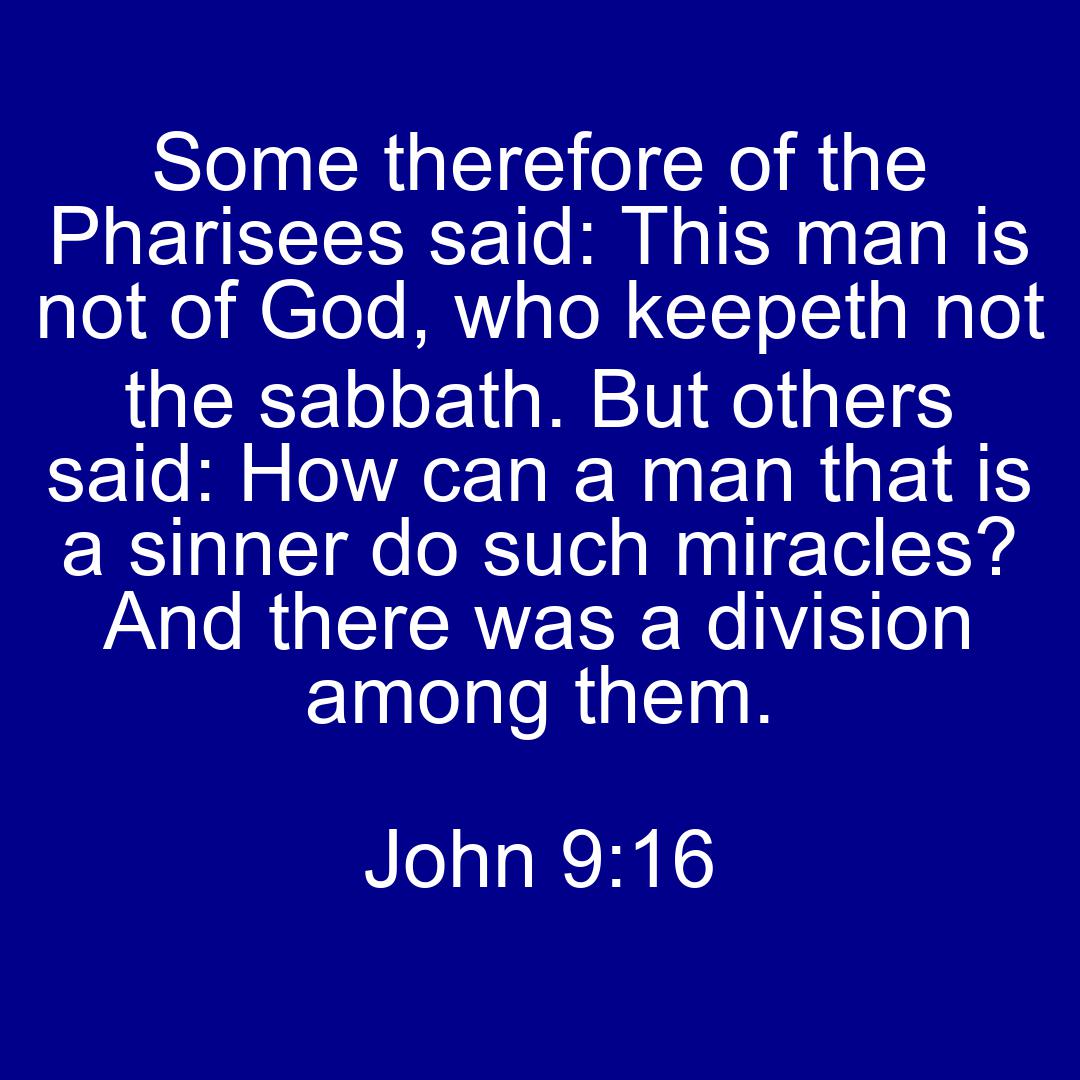 Some therefore of the
Pharisees said: This man is
not of God, who keepeth not
the sabbath. But others
said: How can a man that is
a sinner do such miracles?
And there was a division
among them.
John 9:16